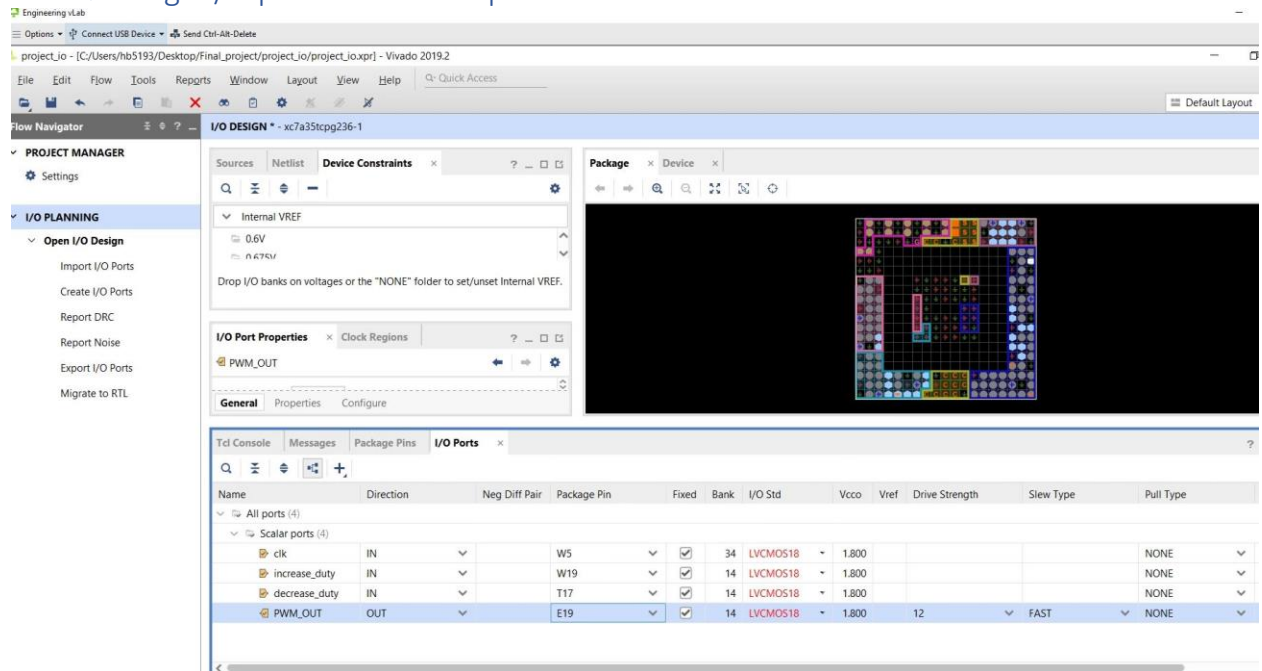 Engineering vLab
Options Connect USB Device Send Ctrl-Alt-Delete
project_io - [C:/Users/hb5193/Desktop/Final_project/project_io/project_io.xpr] - Vivado 2019.2
File Edit Flow Tools Reports Window Layout View Help Quick Access
Default Layout
Flow Navigator
I/O DESIGN * - xc7a35tcpg236-1
PROJECT MANAGER
Settings
I/O PLANNING
Open I/O Design
Import I/O Ports
Create I/O Ports
Report DRC
Report Noise
Export I/O Ports
Migrate to RTL
Sources Netlist Device Constraints
Internal VREF
0.6V
0.675V
Drop I/O banks on voltages or the "NONE" folder to set/unset Internal VREF.
I/O Port Properties Clock Regions
PWM_OUT
General Properties Configure
Package Device
Tcl Console Messages Package Pins I/O Ports
Name Direction Neg Diff Pair Package Pin Fixed Bank I/O Std Vcco Vref Drive Strength Slew Type Pull Type
All ports (4)
Scalar ports (4)
clk IN W5 34 LVCMOS18 1.800 NONE
increase_duty IN W19 14 LVCMOS18 1.800 NONE
decrease_duty IN T17 14 LVCMOS18 1.800 NONE
PWM_OUT OUT E19 14 LVCMOS18 1.800 12 FAST NONE